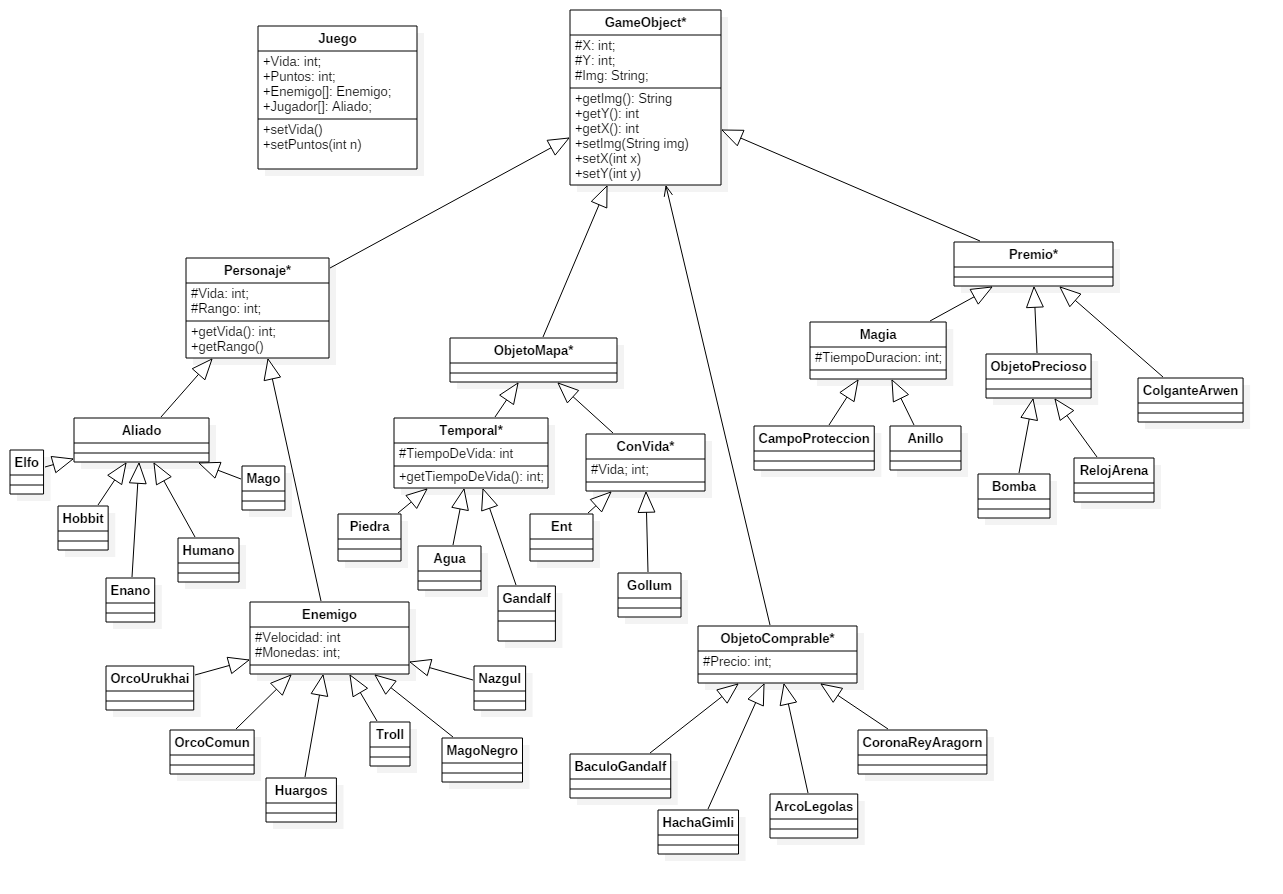 Juego
+Vida: int;
+Puntos: int;
+Enemigo[]: Enemigo;
+Jugador[]: Aliado;
+setVida()
+setPuntos(int n)
GameObject*
#X: int;
#Y: int;
#Img: String;
+getImg(): String
+getY(): int
+getX(): int
+setImg(String img)
+setX(int x)
+setY(int y)
Personaje*
#Vida: int;
#Rango: int;
+getVida(): int;
+getRango()
Premio*
ObjetoMapa*
Magia
#TiempoDuracion: int;
ObjetoPrecioso
ColganteArwen
Aliado
Temporal*
#TiempoDeVida: int
+getTiempoDeVida(): int;
ConVida*
#Vida; int;
CampoProteccion
Anillo
Elfo
Mago
Hobbit
Humano
Enano
Piedra
Agua
Gandalf
Ent
Gollum
Bomba
RelojArena
Enemigo
#Velocidad: int
#Monedas: int;
ObjetoComprable*
#Precio: int;
OrcoUrukhai
Nazgul
OrcoComun
Troll
MagoNegro
Huargos
BaculoGandalf
CoronaReyAragorn
HachaGimli
ArcoLegolas